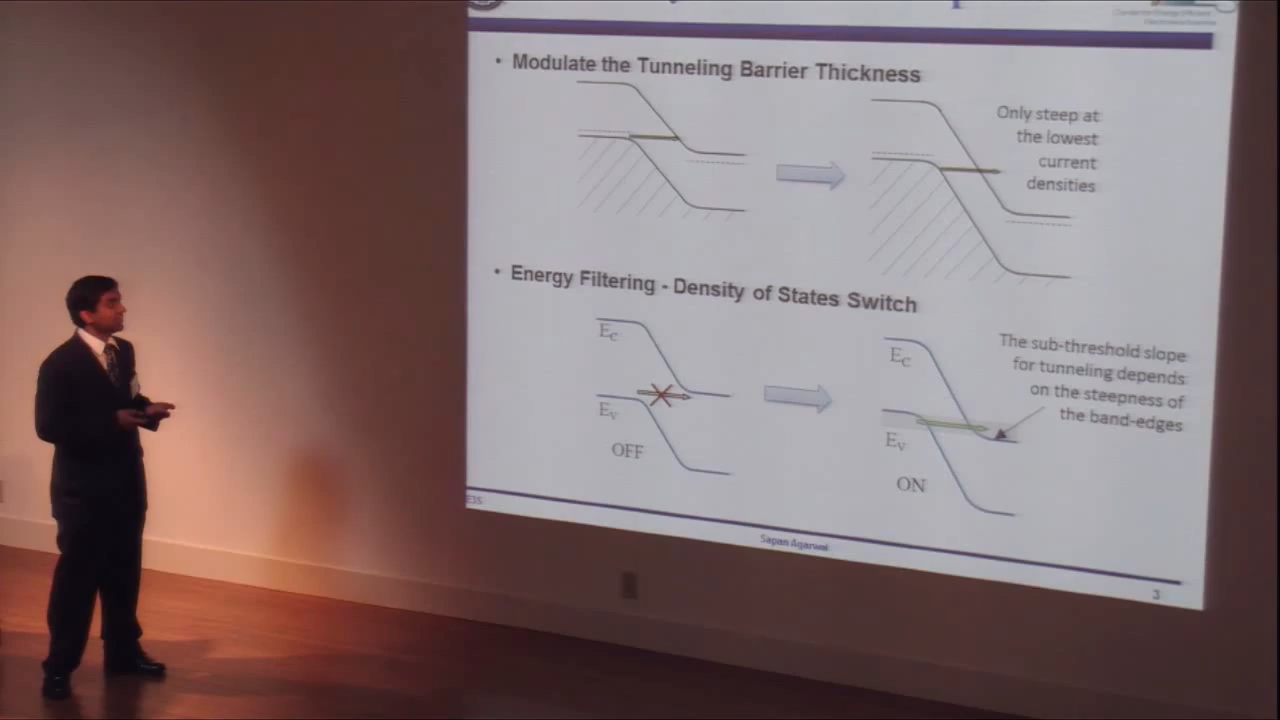 • Modulate the Tunneling Barrier Thickness
Only steep at
the lowest
current
densities
• Energy Filtering - Density of States Switch
Ec
Ev
OFF
Ec
Ev
ON
The sub-threshold slope
for tunneling depends
on the steepness of
the band-edges
E3S
Sapan Agarwal
3